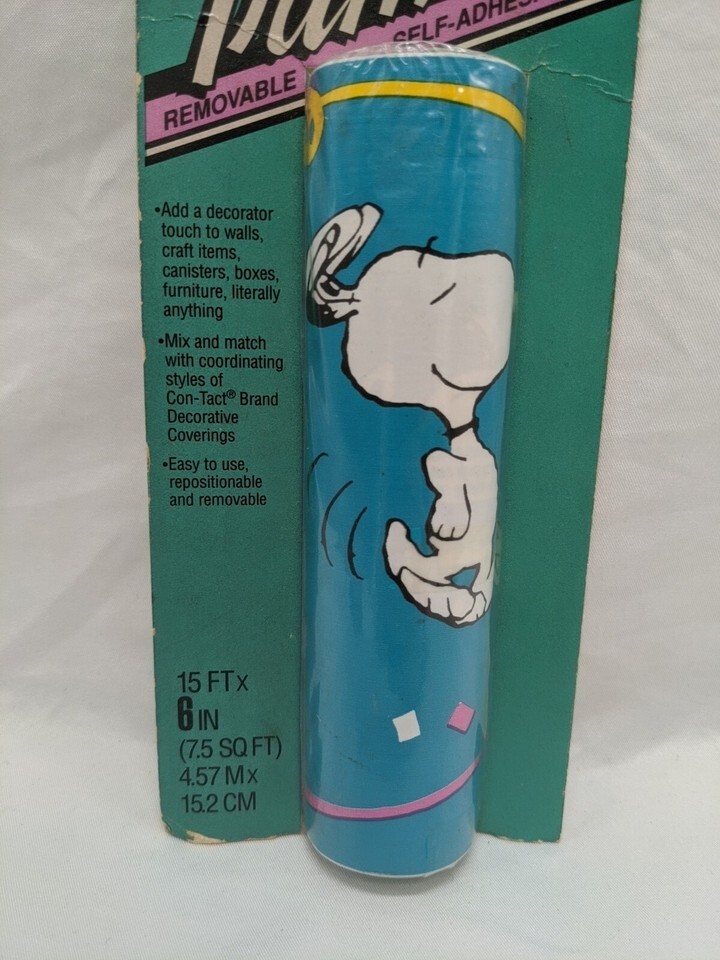 REMOVABLE
•Add a decorator
touch to walls,
craft items,
canisters, boxes,
furniture, literally
anything
•Mix and match
with coordinating
styles of
Con-Tact® Brand
Decorative
Coverings
•Easy to use,
repositionable
and removable
15 FT x
6 IN
(7.5 SQ FT)
4.57 M x
15.2 CM